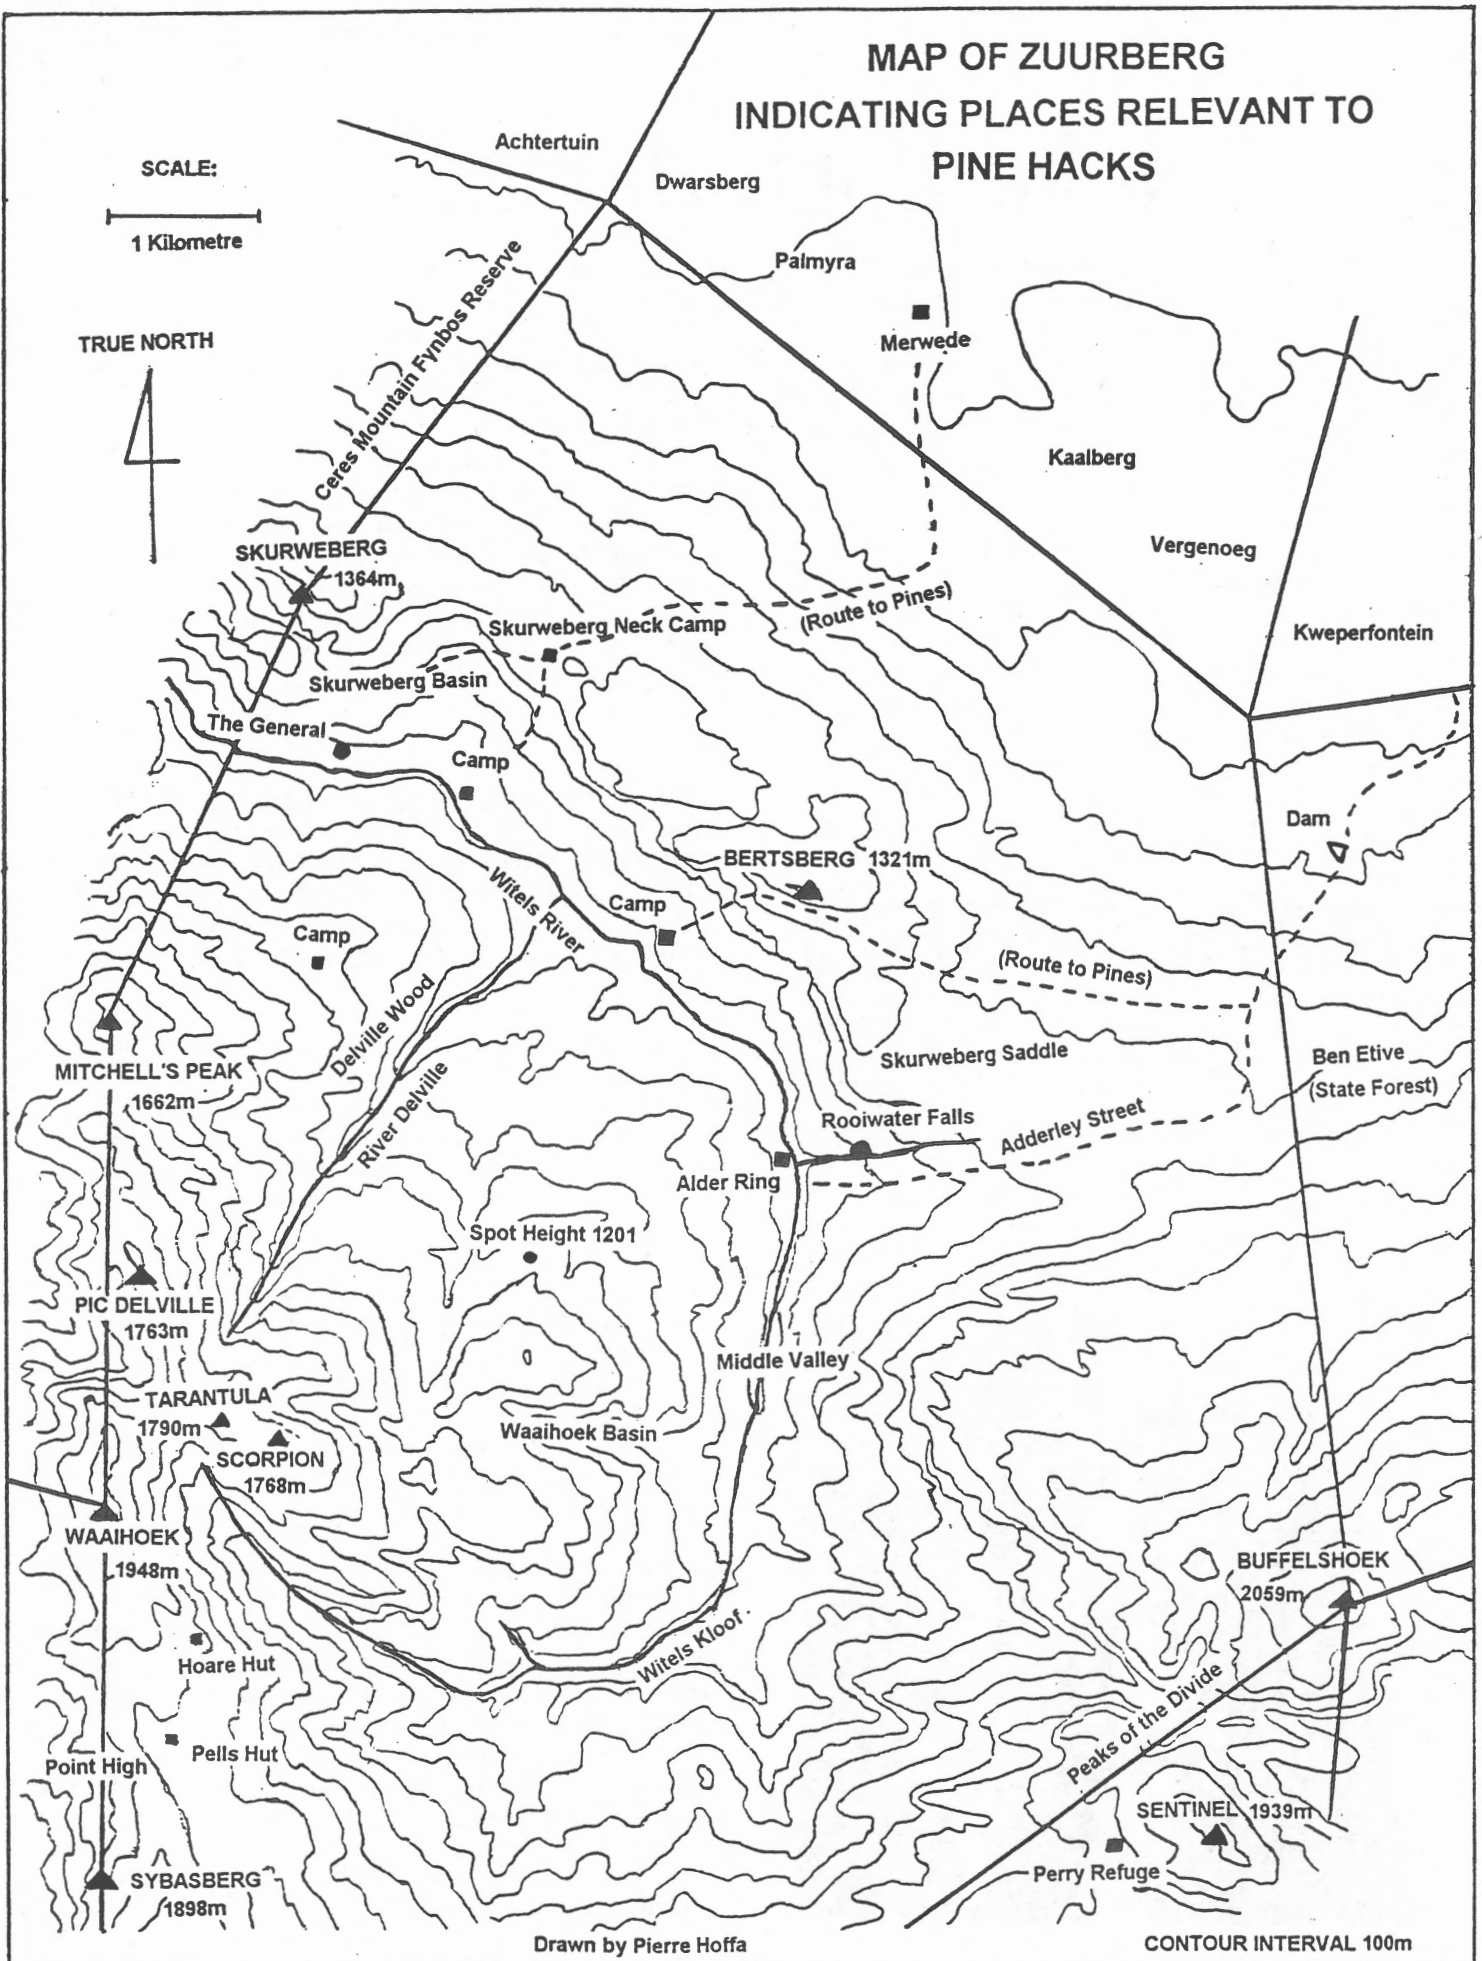 MAP OF ZUURBERG
INDICATING PLACES RELEVANT TO
PINE HACKS
SCALE:
1 Kilometre
TRUE NORTH
Achtertuin
Dwarsberg
Palmyra
Merwede
Ceres Mountain Fynbos Reserve
Kaalberg
Vergenoeg
SKURWEBERG
1364m
(Route to Pines)
Skurweberg Neck Camp
Kweperfontein
Skurweberg Basin
The General
Camp
Dam
BERTSBERG 1321m
Witels River
Camp
Camp
(Route to Pines)
Delville Wood
Skurweberg Saddle
Ben Etive
(State Forest)
MITCHELL'S PEAK
1662m
River Delville
Rooiwater Falls
Adderley Street
Alder Ring
Spot Height 1201
PIC DELVILLE
1763m
Middle Valley
TARANTULA
1790m
Waaihoek Basin
SCORPION
1768m
WAAIHOEK
1948m
BUFFELSHOEK
2059m
Witels Kloof
Hoare Hut
Peaks of the Divide
Pells Hut
Point High
SENTINEL 1939m
Perry Refuge
SYBASBERG
1898m
Drawn by Pierre Hoffa
CONTOUR INTERVAL 100m